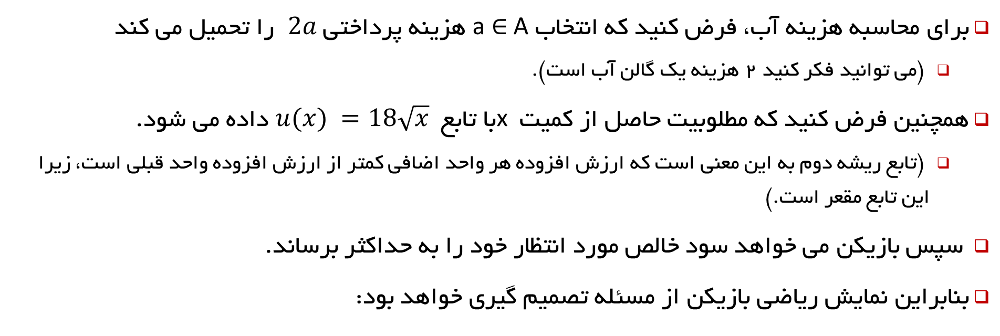 برای محاسبه هزینه آب، فرض کنید که انتخاب a ∈ A هزینه پرداختی 2a را تحمیل می کند
(می توانید فکر کنید ۲ هزینه یک گالن آب است).
همچنین فرض کنید که مطلوبیت حاصل از کمیت x با تابع u(x) = 18√x داده می شود.
(تابع ریشه دوم به این معنی است که ارزش افزوده هر واحد اضافی کمتر از ارزش افزوده واحد قبلی است، زیرا
این تابع مقعر است.)
سپس بازیکن می خواهد سود خالص مورد انتظار خود را به حداکثر برساند.
بنابراین نمایش ریاضی بازیکن از مسئله تصمیم گیری خواهد بود: